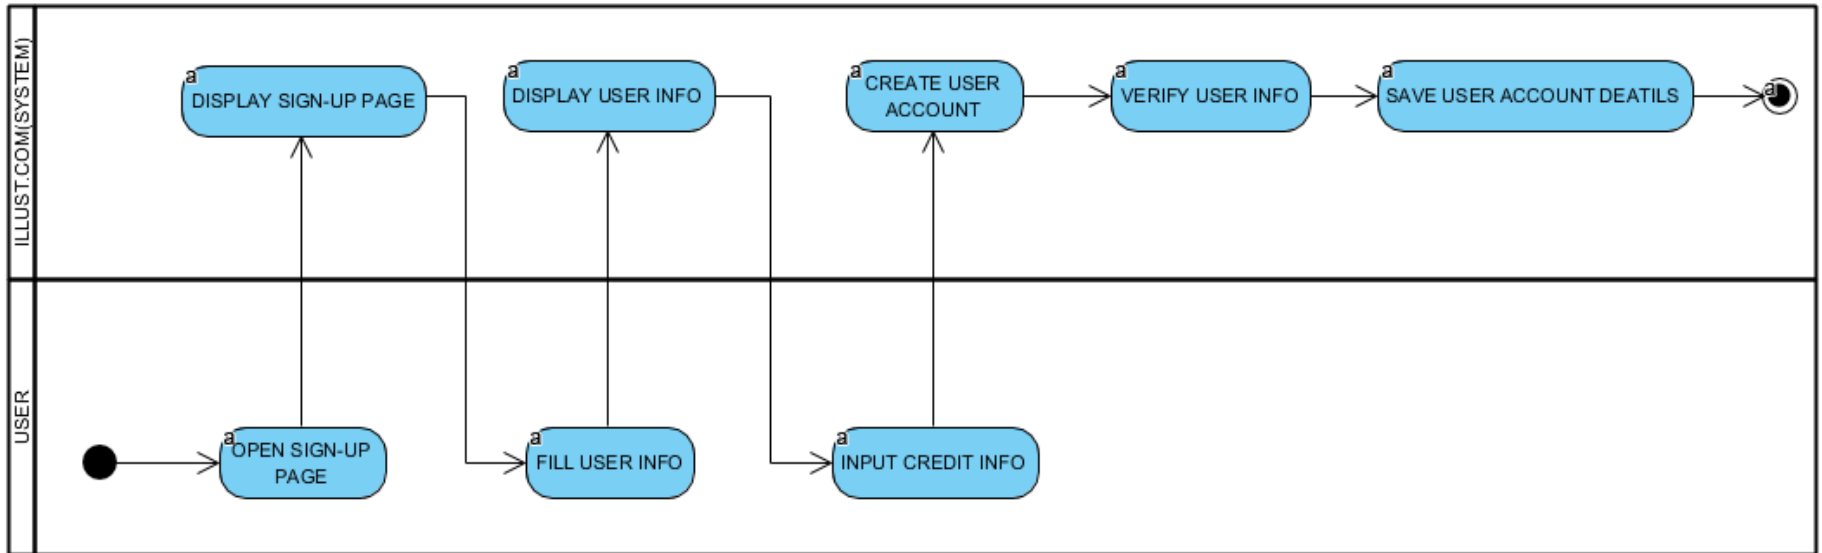 ILLUST.COM(SYSTEM)
a
DISPLAY SIGN-UP PAGE
a
DISPLAY USER INFO
a
CREATE USER
ACCOUNT
a
VERIFY USER INFO
a
SAVE USER ACCOUNT DEATILS
a
USER
a
OPEN SIGN-UP
PAGE
a
FILL USER INFO
a
INPUT CREDIT INFO